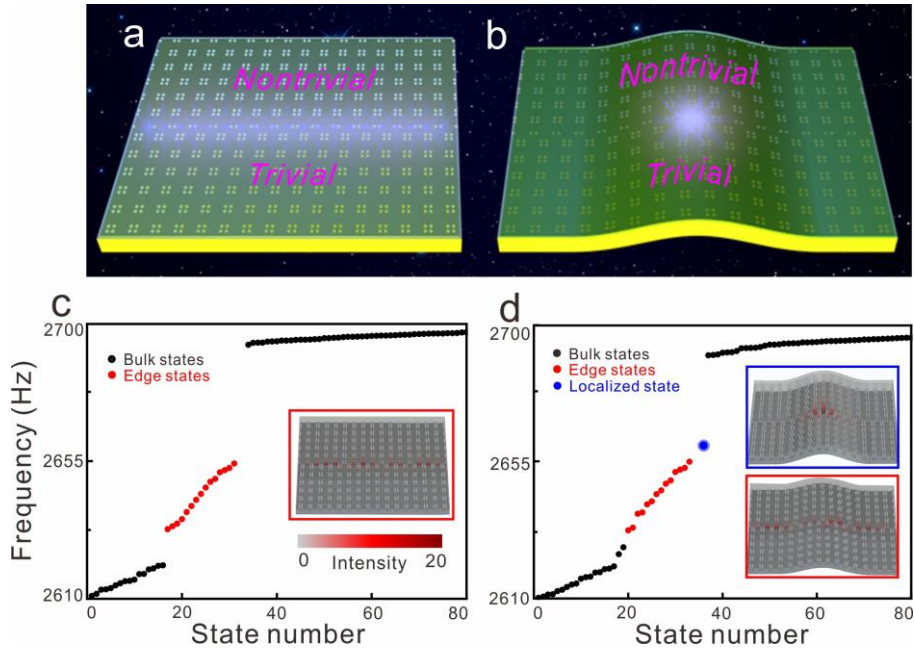 a
b
Nontrivial
Nontrivial
Trivial
Trivial
c
2700
Bulk states
Edge states
Frequency (Hz)
2655
0 Intensity 20
2610
0 20 40 60 80
State number
d
2700
Bulk states
Edge states
Localized state
2655
2610
0 20 40 60 80
State number